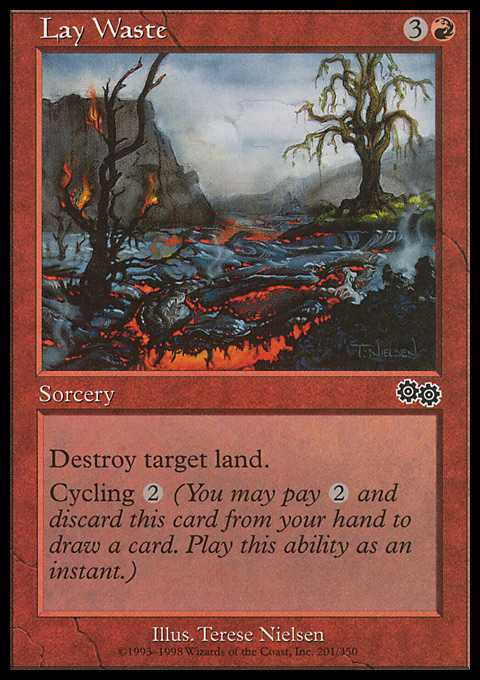 Lay Waste 3
T. NIELSEN
Sorcery
Destroy target land.
Cycling 2 (You may pay 2 and
discard this card from your hand to
draw a card. Play this ability as an
instant.)
Illus. Terese Nielsen
©1993–1998 Wizards of the Coast, Inc. 201/350